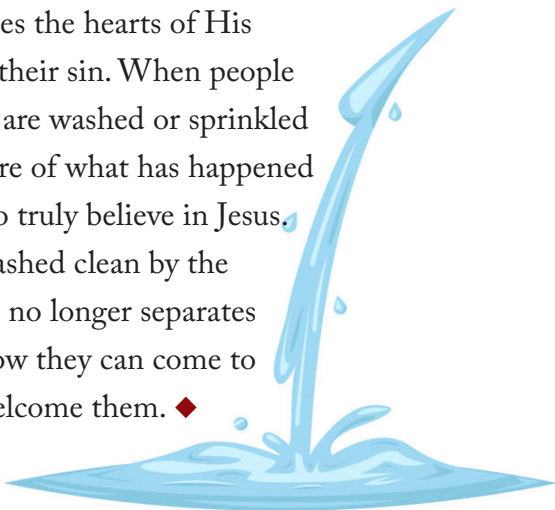 es the hearts of His
their sin. When people
are washed or sprinkled
re of what has happened
o truly believe in Jesus.
ashed clean by the
no longer separates
ow they can come to
elcome them. ◆